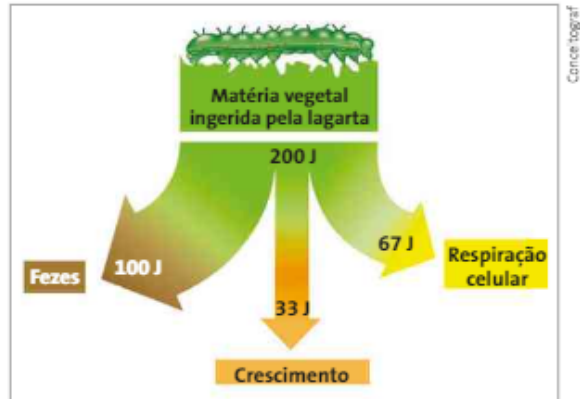 Conceitograf
Matéria vegetal
ingerida pela lagarta
200 J
Fezes
100 J
67 J
Respiração
celular
33 J
Crescimento